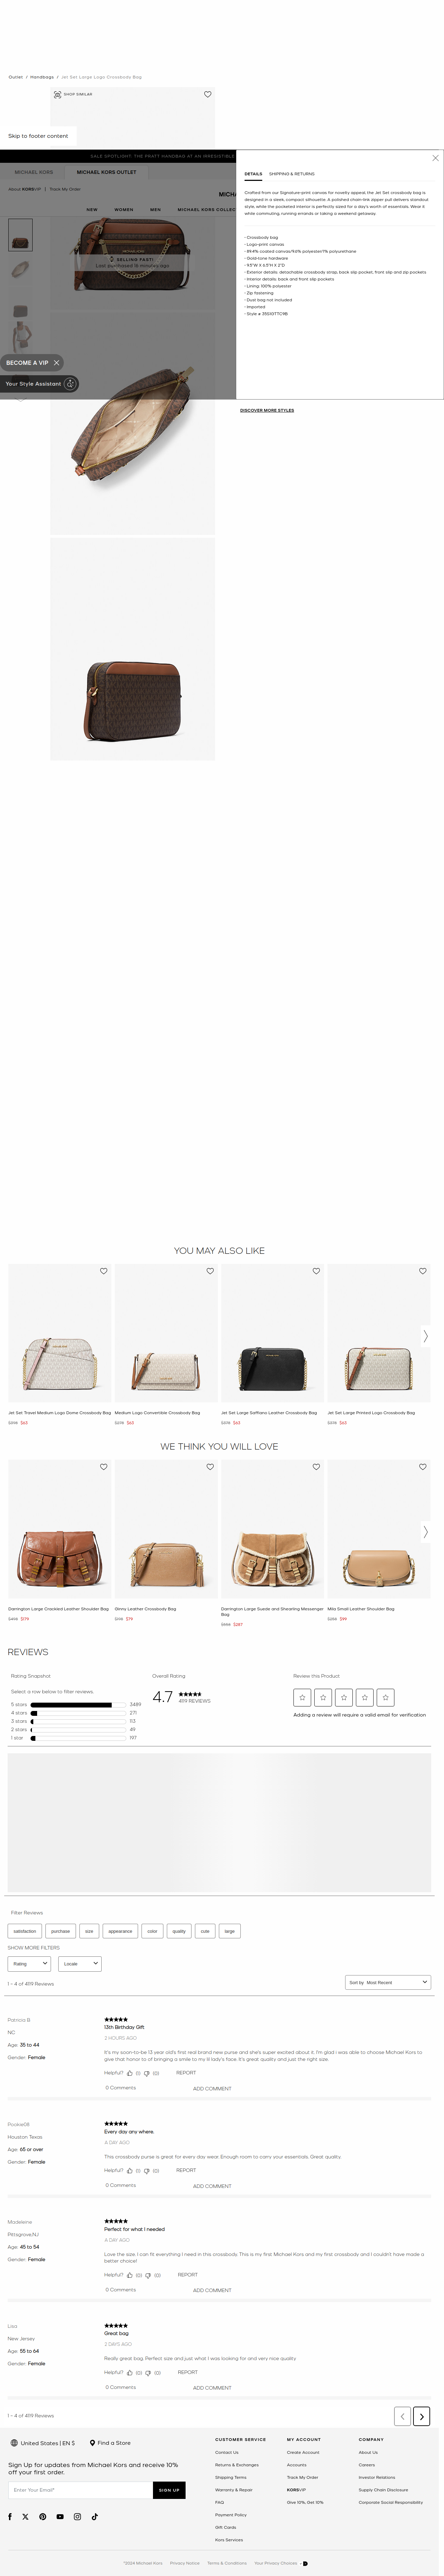 Outlet / Handbags / Jet Set Large Logo Crossbody Bag
SHOP SIMILAR
Skip to footer content
SALE SPOTLIGHT: THE PRATT HANDBAG AT AN IRRESISTIBLE
MICHAEL KORS
MICHAEL KORS OUTLET
About KORSVIP | Track My Order
MICHA
NEW WOMEN MEN MICHAEL KORS COLLEC
SELLING FAST!
Last purchased 15 minutes ago
BECOME A VIP
Your Style Assistant
DETAILS SHIPPING & RETURNS
Crafted from our Signature-print canvas for novelty appeal, the Jet Set crossbody bag is
designed in a sleek, compact silhouette. A polished chain-link zipper pull delivers standout
style, while the pocketed interior is perfectly sized for a day's worth of essentials. Wear it
while commuting, running errands or taking a weekend getaway.
• Crossbody bag
• Logo-print canvas
• 89.4% coated canvas/9.6% polyester/1% polyurethane
• Gold-tone hardware
• 9.5"W X 6.5"H X 3"D
• Exterior details: detachable crossbody strap, back slip pocket, front slip and zip pockets
• Interior details: back and front slip pockets
• Lining: 100% polyester
• Zip fastening
• Dust bag not included
• Imported
• Style # 35S1GTTC9B
DISCOVER MORE STYLES
YOU MAY ALSO LIKE
Jet Set Travel Medium Logo Dome Crossbody Bag
$63
Medium Logo Convertible Crossbody Bag
$63
Jet Set Large Saffiano Leather Crossbody Bag
$63
Jet Set Large Printed Logo Crossbody Bag
$63
WE THINK YOU WILL LOVE
Darrington Large Crackled Leather Shoulder Bag
$179
Ginny Leather Crossbody Bag
$79
Darrington Large Suede and Shearling Messenger
Bag
$287
Mila Small Leather Shoulder Bag
$99
REVIEWS
Rating Snapshot
Select a row below to filter reviews.
5 stars 3489
4 stars 271
3 stars 113
2 stars 49
1 star 197
Overall Rating
4.7
4119 REVIEWS
Review this Product
Adding a review will require a valid email for verification
Filter Reviews
satisfaction purchase size appearance color quality cute large
SHOW MORE FILTERS
Rating Locale
1 – 4 of 4119 Reviews
Sort by: Most Recent
Patricia B
NC
Age: 35 to 44
Gender: Female
13th Birthday Gift
2 HOURS AGO
It's my soon-to be 13 year old's first red brand new purse and she's super excited about it. I'm glad I was able to choose Michael Kors to
give that honor to of bringing a smile to my li'l lady's face. It's great quality and just the right size.
Helpful? (1) (0) REPORT
0 Comments ADD COMMENT
Houston Texas
Age: 65 or over
Gender: Female
Every day any where.
A DAY AGO
This crossbody purse is great for every day wear. Enough room to carry your essentials. Great. quality.
Helpful? (1) (0) REPORT
0 Comments ADD COMMENT
Madeleine
Pittsgrove,NJ
Age: 45 to 54
Gender: Female
Perfect for what I needed
A DAY AGO
Love the size. I can fit everything I need in this crossbody. This is my first Michael Kors and my first crossbody and I couldn't have made a
better choice!
Helpful? (0) (0) REPORT
0 Comments ADD COMMENT
Lisa
New Jersey
Age: 55 to 64
Gender: Female
Great bag
2 DAYS AGO
Really great bag. Perfect size and just what I was looking for and very nice quality
Helpful? (0) (0) REPORT
0 Comments ADD COMMENT
1 – 4 of 4119 Reviews
United States | EN $
Find a Store
Sign Up for updates from Michael Kors and receive 10%
off your first order.
Enter Your Email*
SIGN UP
CUSTOMER SERVICE
Contact Us
Returns & Exchanges
Shipping Terms
Warranty & Repair
FAQ
Payment Policy
Gift Cards
Kors Services
MY ACCOUNT
Create Account
Accounts
Track My Order
KORSVIP
Give 10%, Get 10%
COMPANY
About Us
Careers
Investor Relations
Supply Chain Disclosure
Corporate Social Responsibility
©2024 Michael Kors Privacy Notice Terms & Conditions Your Privacy Choices